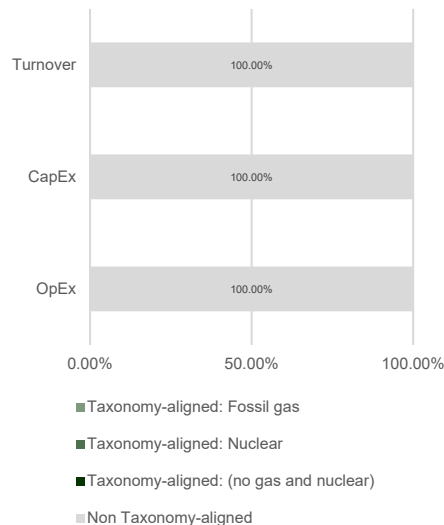 Turnover
100.00%
CapEx
100.00%
OpEx
100.00%
0.00% 50.00% 100.00%
Taxonomy-aligned: Fossil gas
Taxonomy-aligned: Nuclear
Taxonomy-aligned: (no gas and nuclear)
Non Taxonomy-aligned